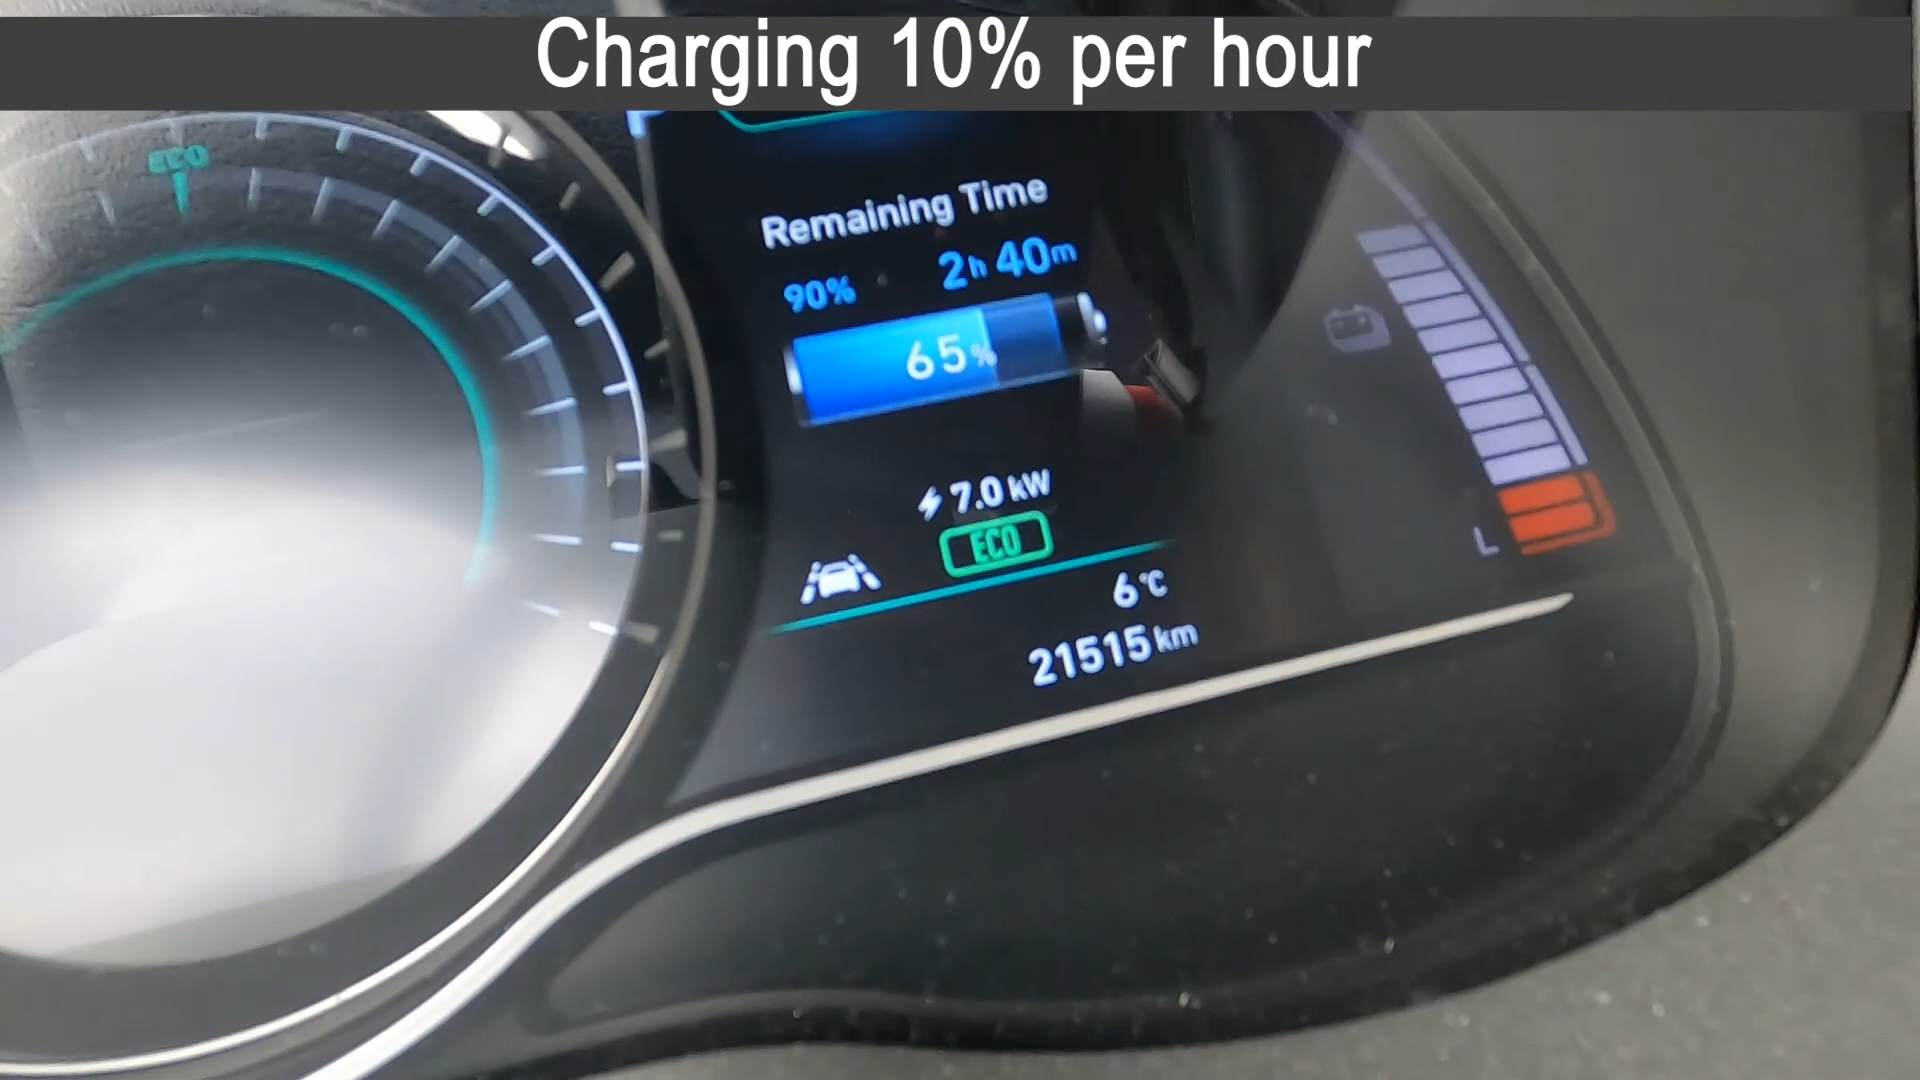 Charging 10% per hour
eco
Remaining Time
90% 2h 40m
65%
7.0 kW
ECO
L
6°C
21515 km